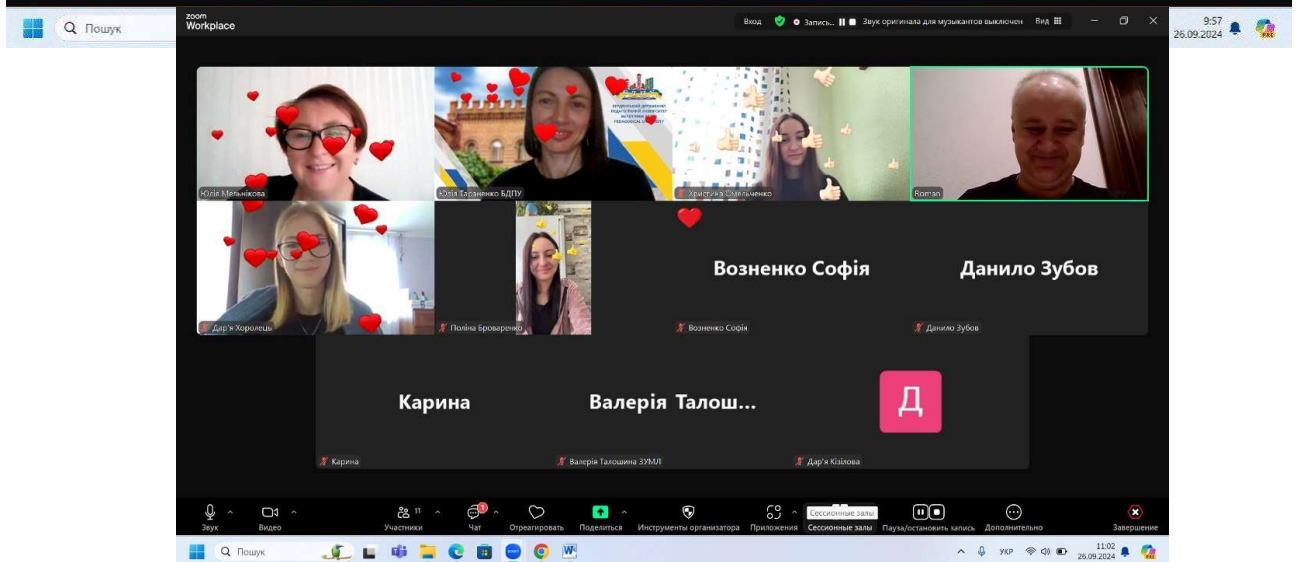 Пошук
9:57
26.09.2024
zoom
Workplace
Вход
Запись...
Звук оригинала для музыкантов выключен
Вид
Юлія Мельнікова
Юлія Тараненко БДПУ
Христина Омельченко
Roman
Дар'я Хоролець
Поліна Броваренко
Возненко Софія
Возненко Софія
Данило Зубов
Данило Зубов
Карина
Карина
Валерія Талош...
Валерія Талошина ЗУМЛ
Д
Дар'я Кізілова
Звук
Видео
11
Участники
1
Чат
Отреагировать
Поделиться
Инструменты организатора
Приложения
Сессионные залы
Сессионные залы
Пауза/остановить запись
Дополнительно
Завершение
Пошук
УКР
11:02
26.09.2024